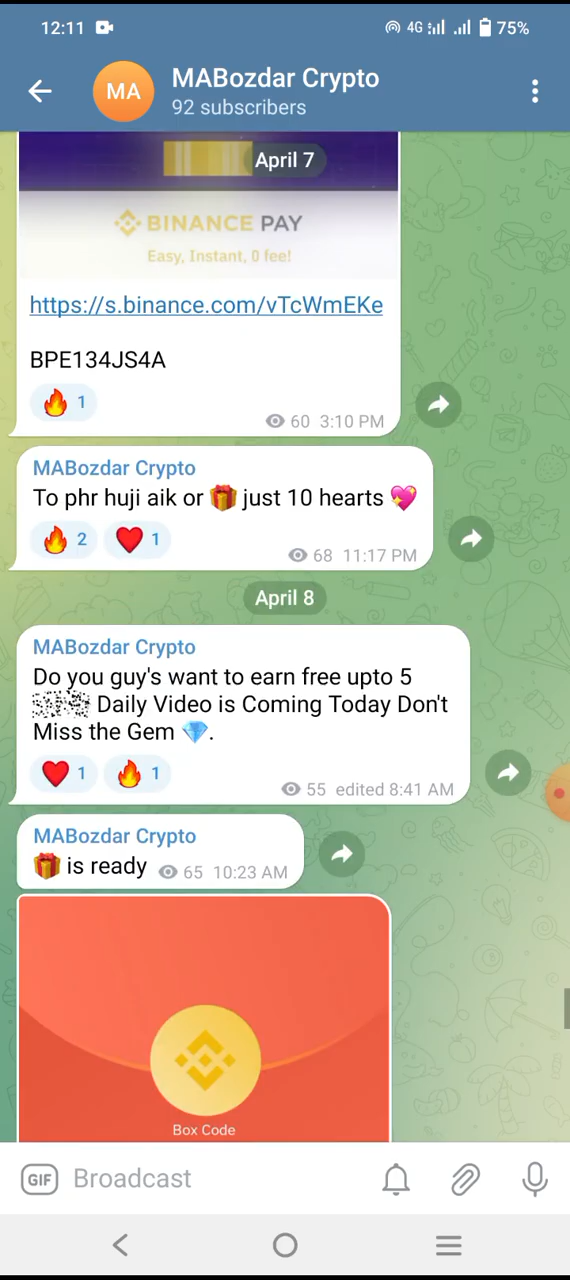 12:11
4G
75%
MA
MABozdar Crypto
92 subscribers
April 7
BINANCE PAY
Easy, Instant, 0 fee!
https://s.binance.com/vTcWmEKe
BPE134JS4A
1
60 3:10 PM
MABozdar Crypto
To phr huji aik or 🎁 just 10 hearts 💖
2
1
68 11:17 PM
April 8
MABozdar Crypto
Do you guy's want to earn free upto 5
Daily Video is Coming Today Don't
Miss the Gem 💎.
1
1
55 edited 8:41 AM
MABozdar Crypto
🎁 is ready 65 10:23 AM
Box Code
GIF Broadcast